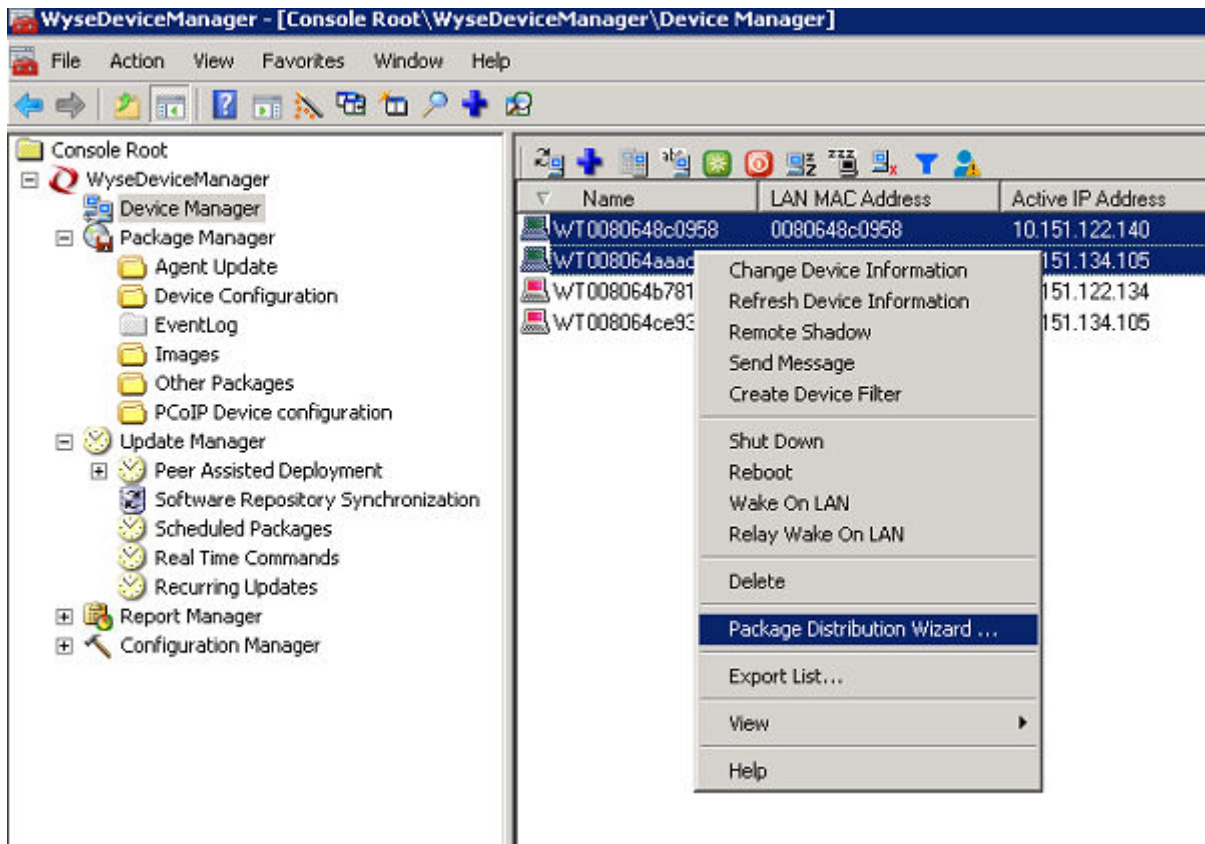 WyseDeviceManager - [Console Root\WyseDeviceManager\Device Manager]
File Action View Favorites Window Help
Console Root
WyseDeviceManager
Device Manager
Package Manager
Agent Update
Device Configuration
EventLog
Images
Other Packages
PCoIP Device configuration
Update Manager
Peer Assisted Deployment
Software Repository Synchronization
Scheduled Packages
Real Time Commands
Recurring Updates
Report Manager
Configuration Manager
Name LAN MAC Address Active IP Address
WT0080648c0958 0080648c0958 10.151.122.140
WT008064aaac 151.134.105
WT008064b781 151.122.134
WT008064ce93 151.134.105
Change Device Information
Refresh Device Information
Remote Shadow
Send Message
Create Device Filter
Shut Down
Reboot
Wake On LAN
Relay Wake On LAN
Delete
Package Distribution Wizard ...
Export List...
View
Help